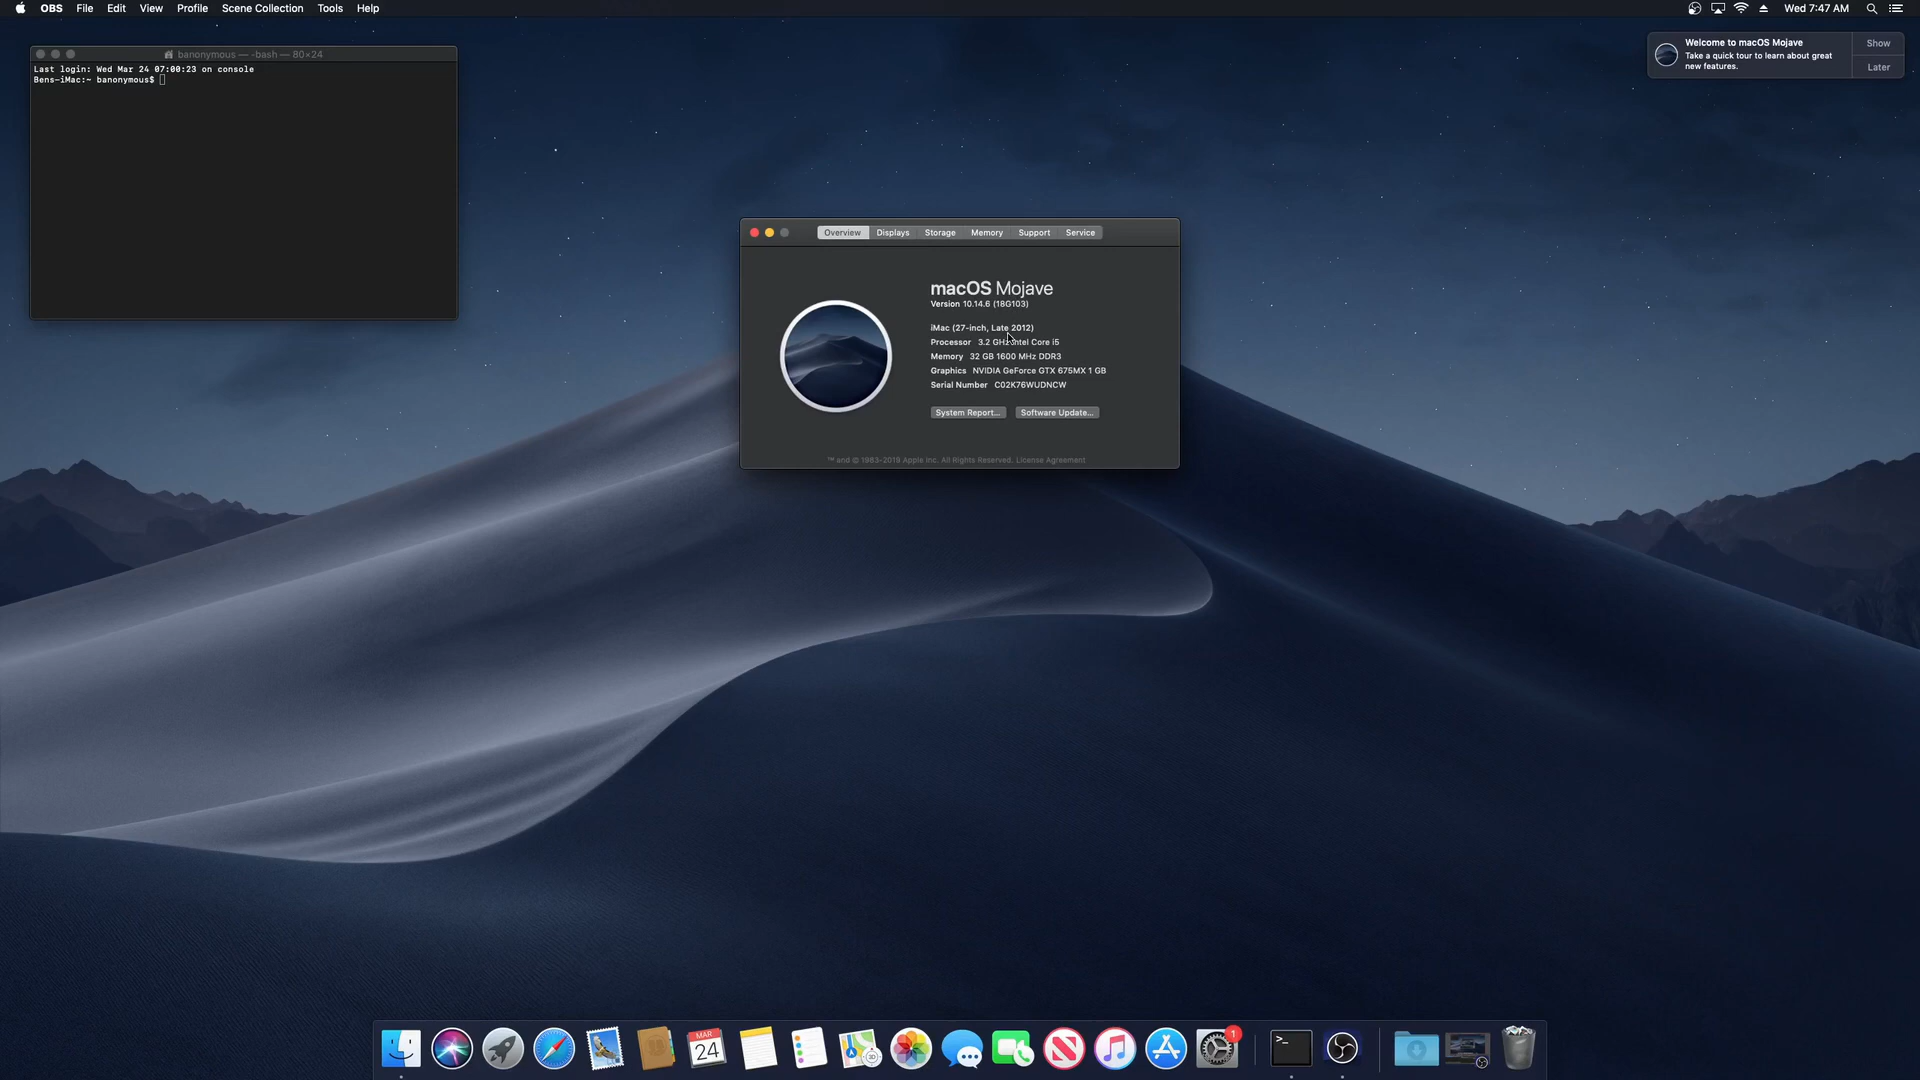 OBS File Edit View Profile Scene Collection Tools Help
Wed 7:47 AM
banonymous — -bash — 80×24
Last login: Wed Mar 24 07:00:23 on console
Bens-iMac:~ banonymous$
Welcome to macOS Mojave
Take a quick tour to learn about great
new features.
Show
Later
Overview Displays Storage Memory Support Service
macOS Mojave
Version 10.14.6 (18G103)
iMac (27-inch, Late 2012)
Processor 3.2 GHz Intel Core i5
Memory 32 GB 1600 MHz DDR3
Graphics NVIDIA GeForce GTX 675MX 1 GB
Serial Number C02K76WUDNCW
System Report... Software Update...
™ and © 1983-2019 Apple Inc. All Rights Reserved. License Agreement
MAR
24
3D
1
>_